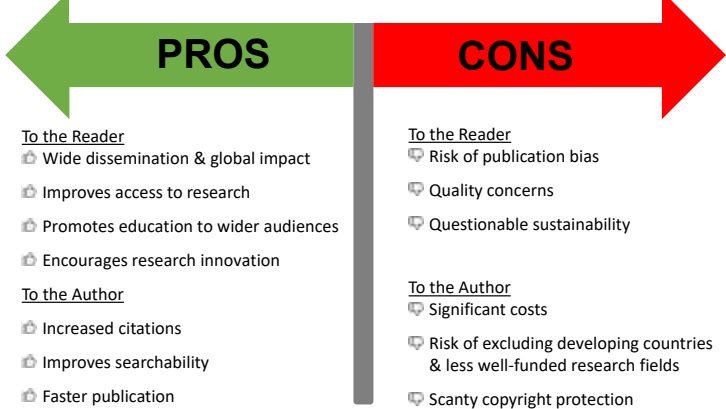 PROS
To the Reader
Wide dissemination & global impact
Improves access to research
Promotes education to wider audiences
Encourages research innovation
To the Author
Increased citations
Improves searchability
Faster publication
CONS
To the Reader
Risk of publication bias
Quality concerns
Questionable sustainability
To the Author
Significant costs
Risk of excluding developing countries
& less well-funded research fields
Scanty copyright protection